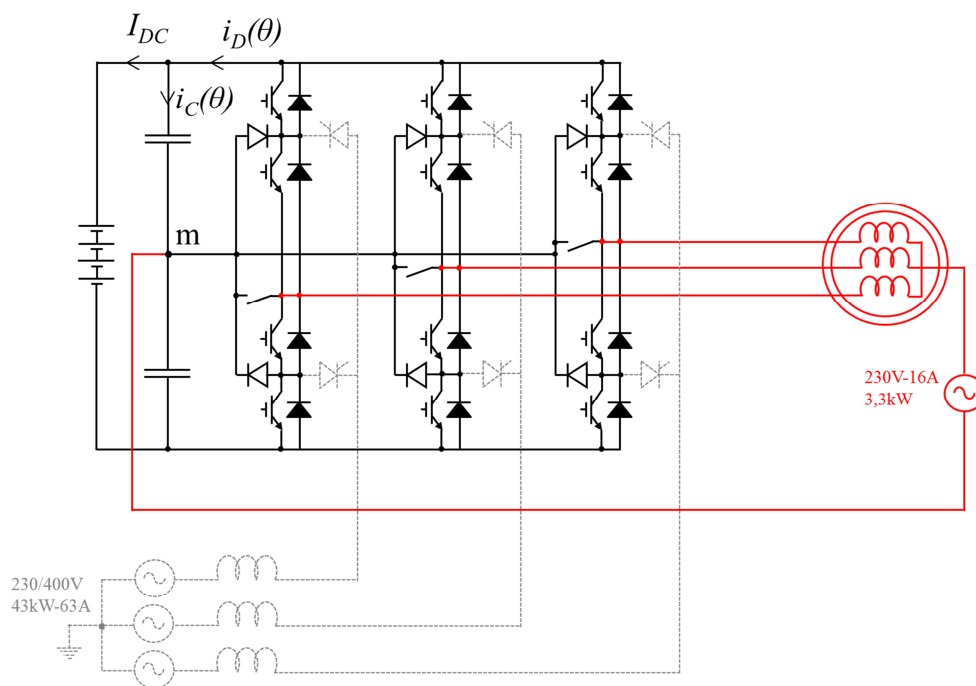 I_DC
i_D(θ)
i_C(θ)
m
230V-16A
3,3kW
230/400V
43kW-63A